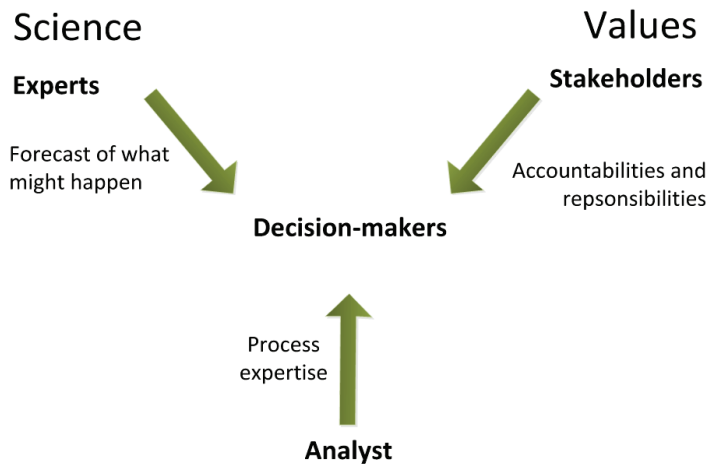 Science
Values
Experts
Stakeholders
Forecast of what
might happen
Accountabilities and
repsonsibilities
Decision-makers
Process
expertise
Analyst